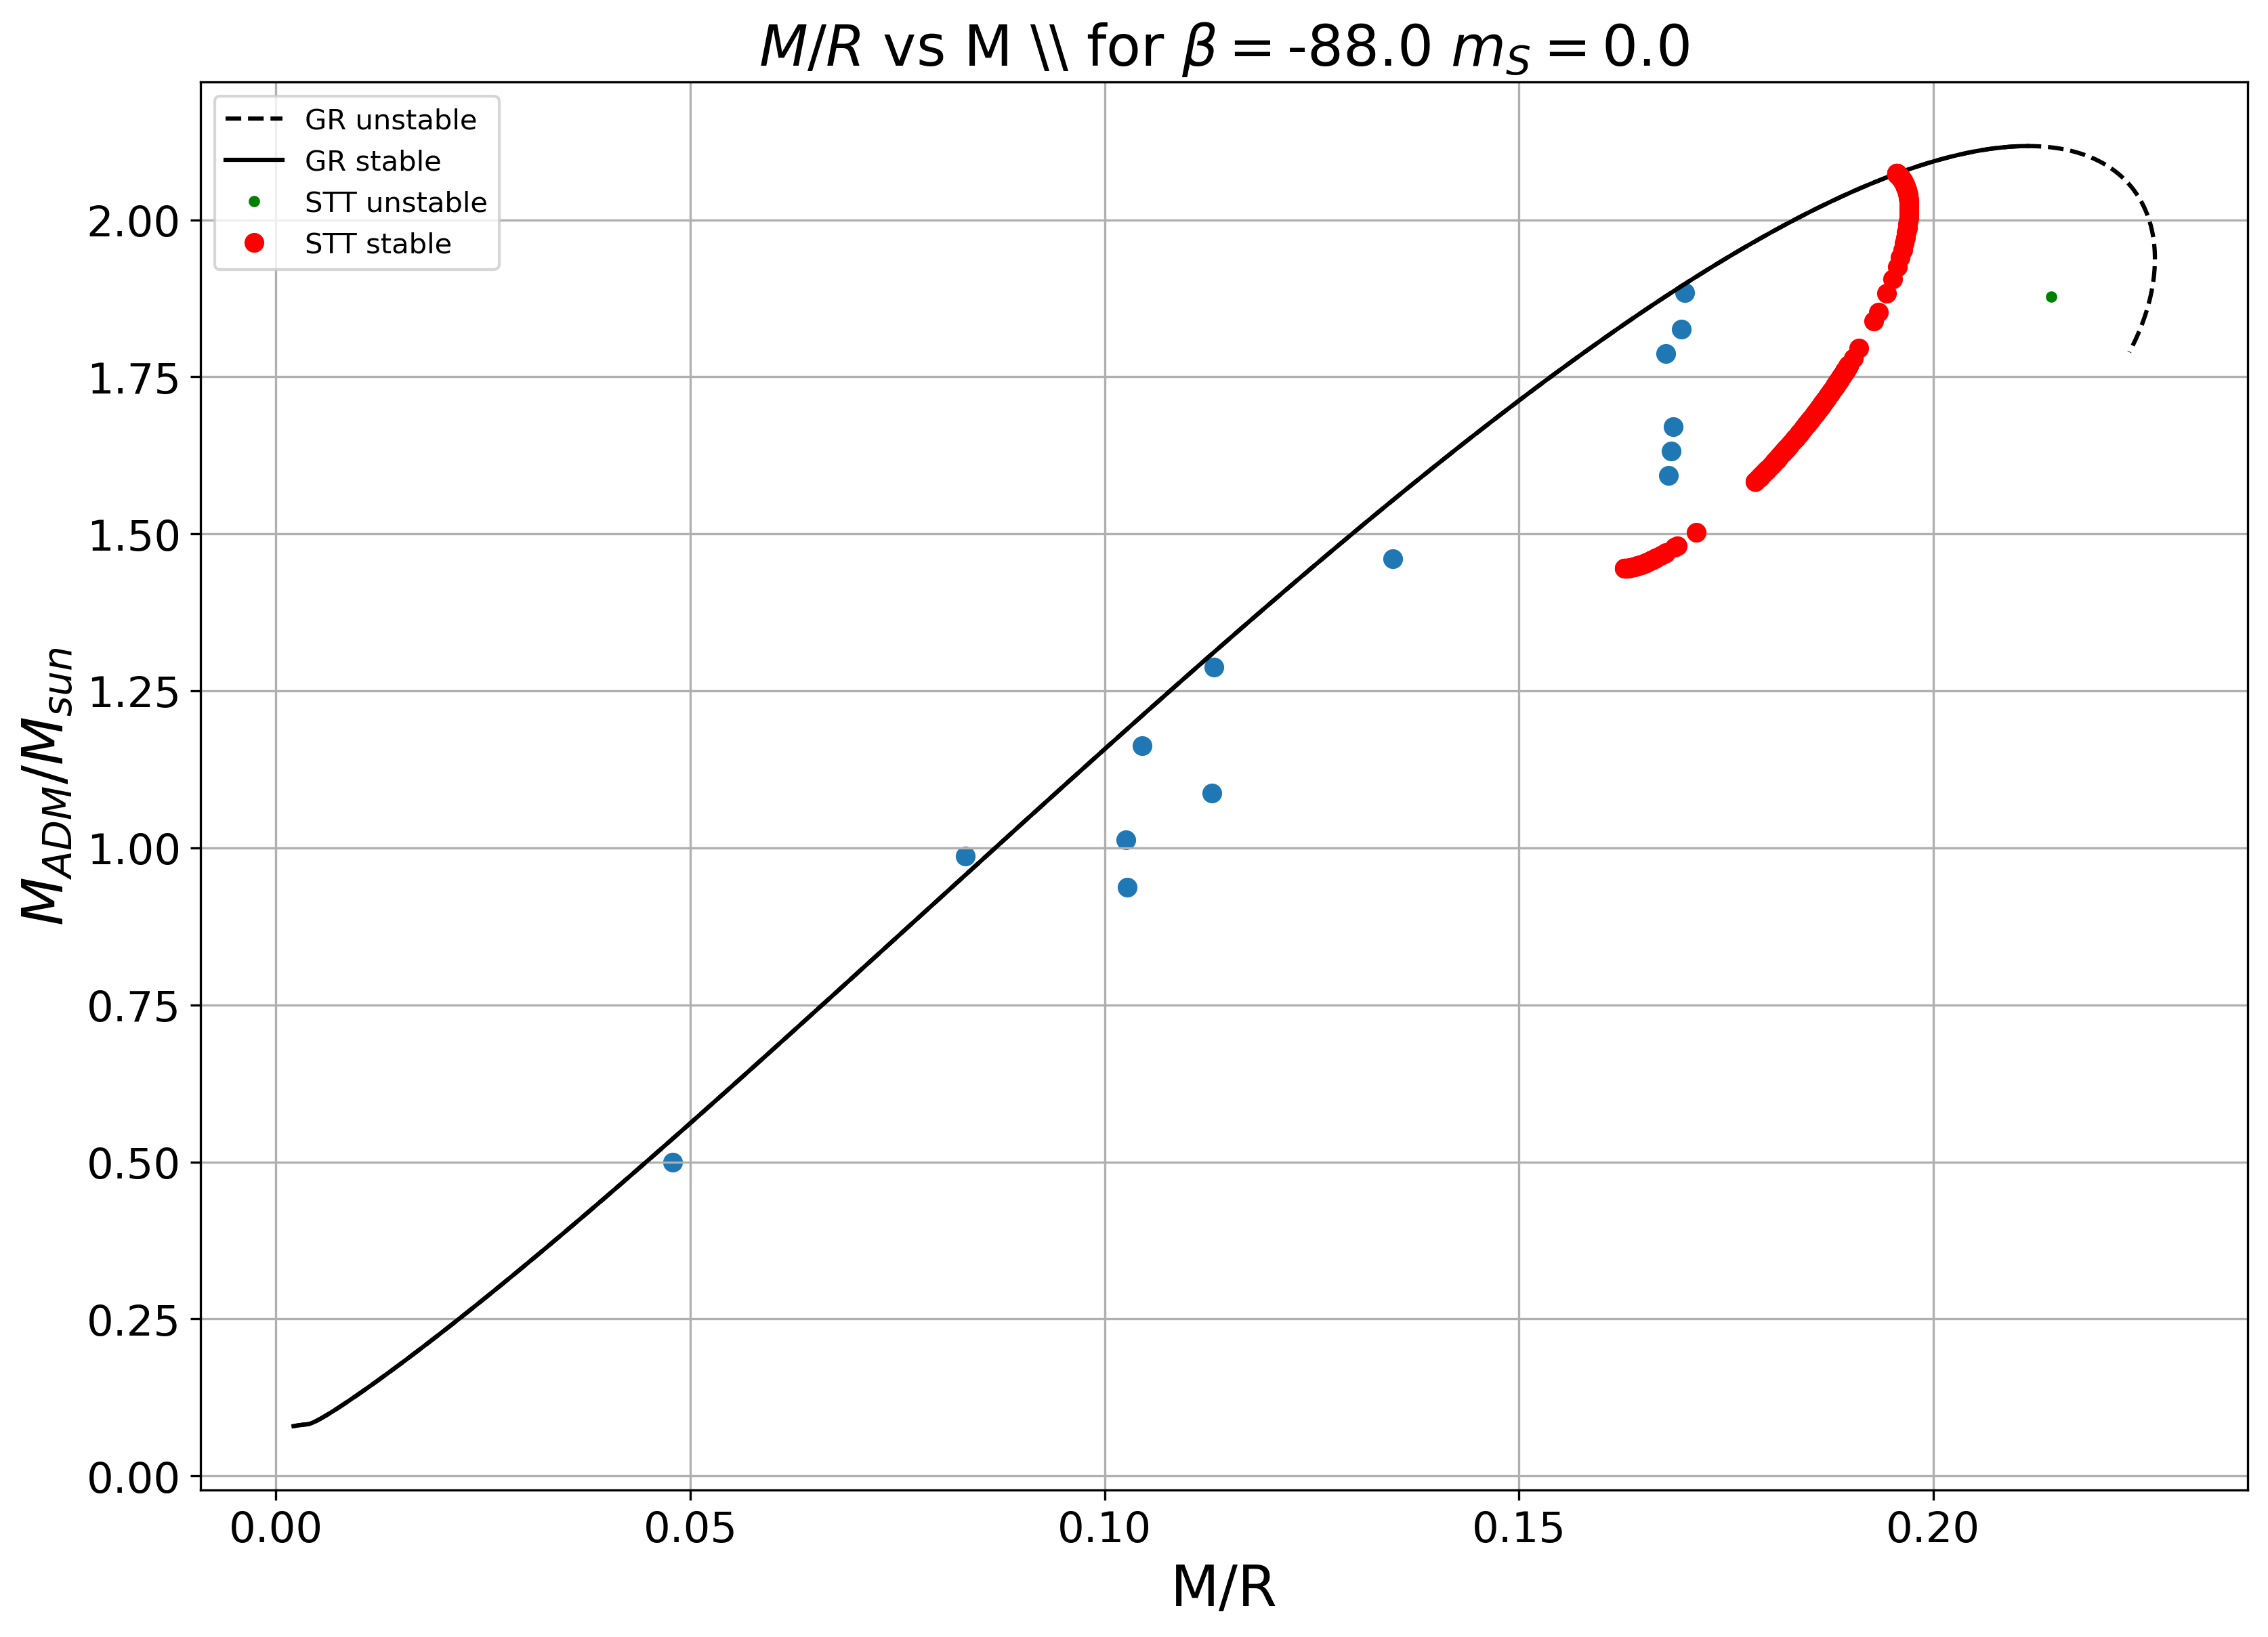 M/R vs M \\ for β = -88.0 m_S = 0.0
GR unstable
GR stable
STT unstable
STT stable
M_ADM/M_sun
2.00
1.75
1.50
1.25
1.00
0.75
0.50
0.25
0.00
0.00 0.05 0.10 0.15 0.20
M/R